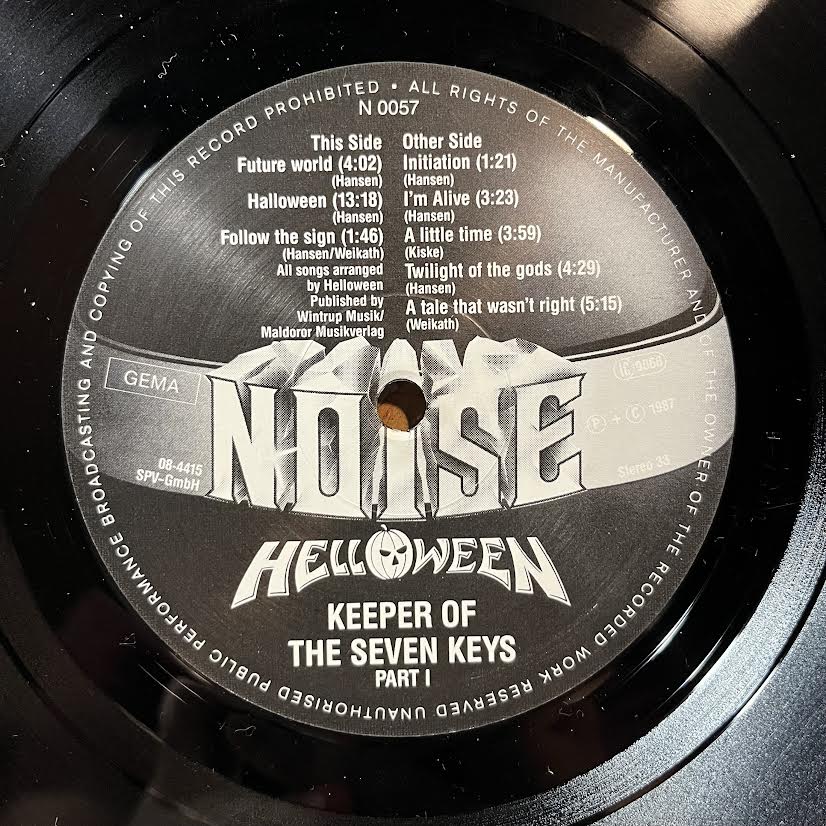 UNAUTHORISED PUBLIC PERFORMANCE BROADCASTING AND COPYING OF THIS RECORD PROHIBITED • ALL RIGHTS OF THE MANUFACTURER AND OF THE OWNER OF THE RECORDED WORK RESERVED
N 0057
This Side
Future world (4:02)
(Hansen)
Halloween (13:18)
(Hansen)
Follow the sign (1:46)
(Hansen/Weikath)
All songs arranged
by Helloween
Published by
Wintrup Musik/
Maldoror Musikverlag
Other Side
Initiation (1:21)
(Hansen)
I'm Alive (3:23)
(Hansen)
A little time (3:59)
(Kiske)
Twilight of the gods (4:29)
(Hansen)
A tale that wasn't right (5:15)
(Weikath)
GEMA
08-4415
SPV-GmbH
NOISE
Ⓟ + Ⓒ 1987
Stereo 33
HELLOWEEN
KEEPER OF
THE SEVEN KEYS
PART I